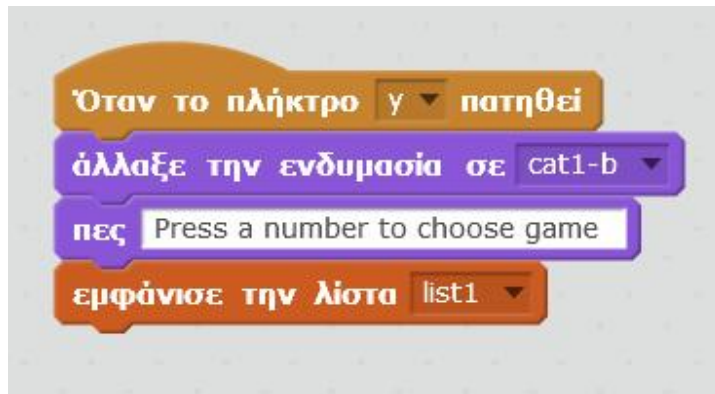 Όταν το πλήκτρο y πατηθεί
άλλαξε την ενδυμασία σε cat1-b
πες Press a number to choose game
εμφάνισε την λίστα list1